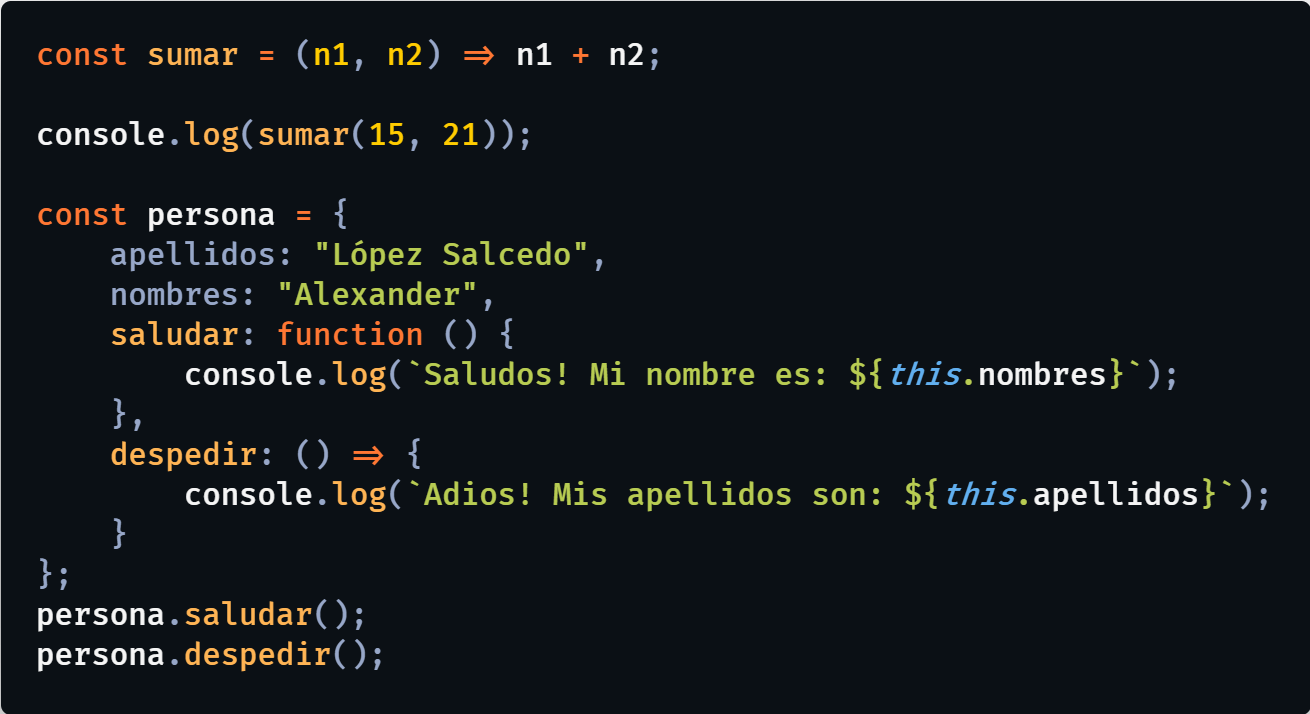 const sumar = (n1, n2) => n1 + n2;
console.log(sumar(15, 21));
const persona = {
    apellidos: "López Salcedo",
    nombres: "Alexander",
    saludar: function () {
        console.log(`Saludos! Mi nombre es: ${this.nombres}`);
    },
    despedir: () => {
        console.log(`Adios! Mis apellidos son: ${this.apellidos}`);
    }
};
persona.saludar();
persona.despedir();